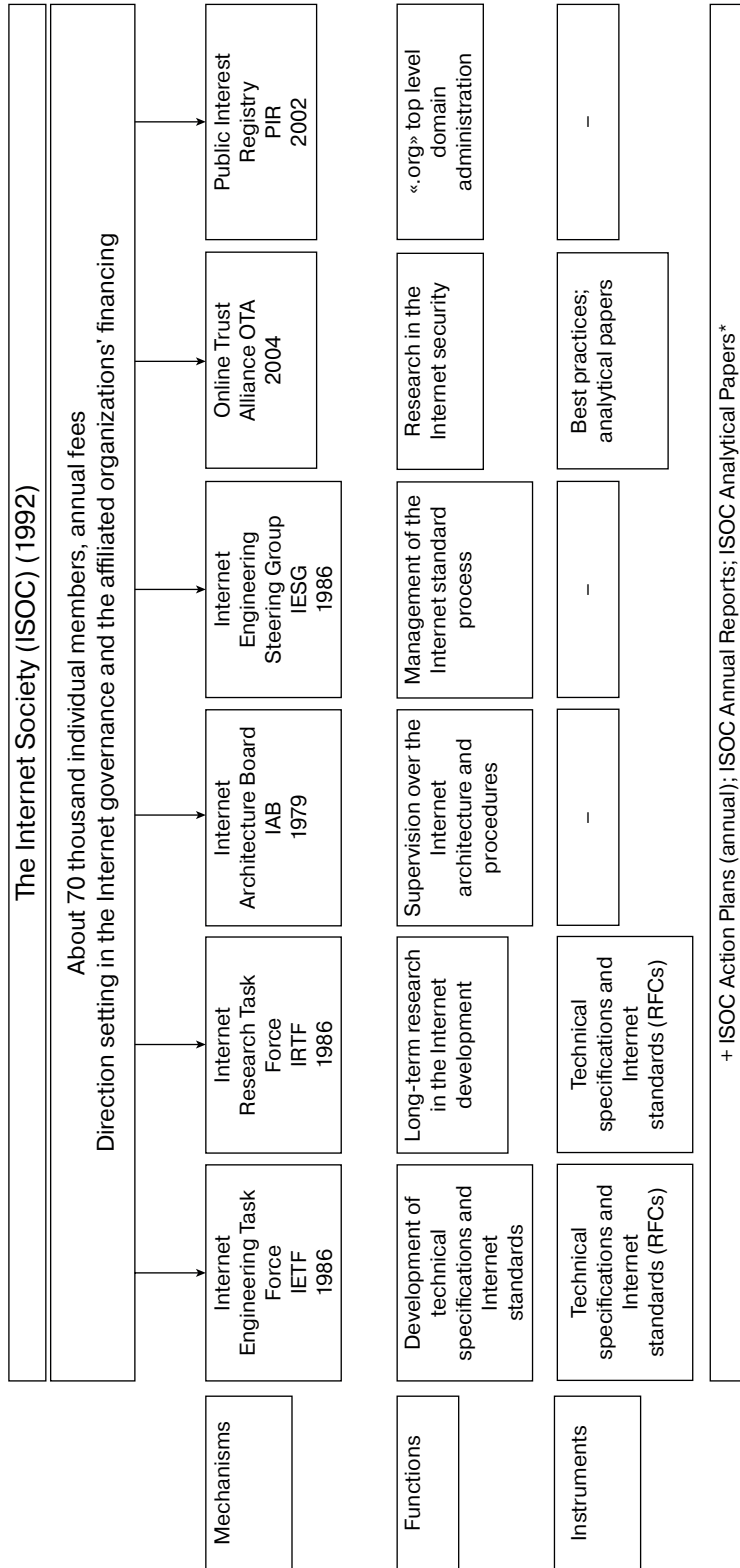 The Internet Society (ISOC) (1992)
About 70 thousand individual members, annual fees
Direction setting in the Internet governance and the affiliated organizations' financing
Mechanisms
Internet
Engineering Task
Force
IETF
1986
Internet
Research Task
Force
IRTF
1986
Internet
Architecture Board
IAB
1979
Internet
Engineering
Steering Group
IESG
1986
Online Trust
Alliance OTA
2004
Public Interest
Registry
PIR
2002
Functions
Development of
technical
specifications and
Internet
standards
Long-term research
in the Internet
development
Supervision over the
Internet
architecture and
procedures
Management of the
Internet standard
process
Research in the
Internet security
«.org» top level
domain
administration
Instruments
Technical
specifications and
Internet
standards (RFCs)
Technical
specifications and
Internet
standards (RFCs)
–
–
Best practices;
analytical papers
–
+ ISOC Action Plans (annual); ISOC Annual Reports; ISOC Analytical Papers*